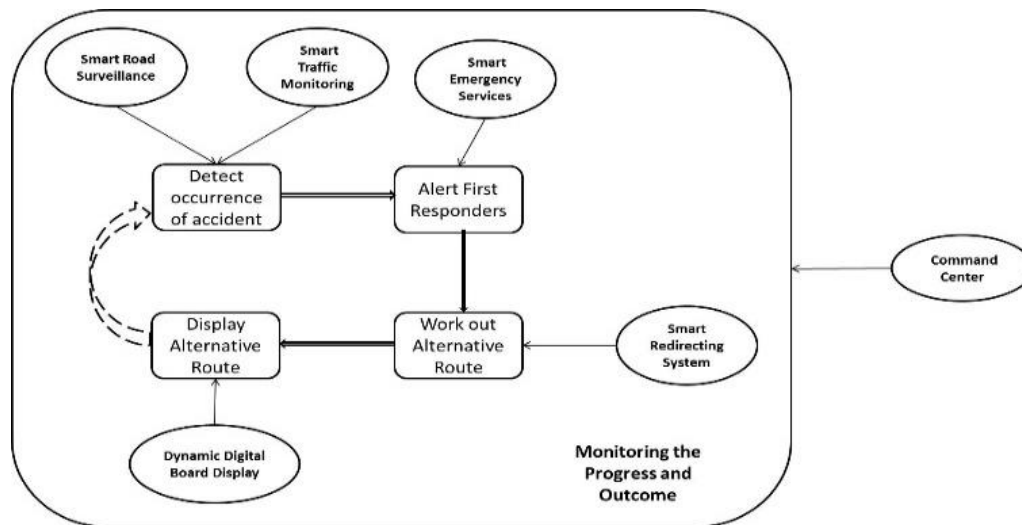 Smart Road
Surveillance
Smart
Traffic
Monitoring
Smart
Emergency
Services
Detect
occurrence
of accident
Alert First
Responders
Command
Center
Display
Alternative
Route
Work out
Alternative
Route
Smart
Redirecting
System
Dynamic Digital
Board Display
Monitoring the
Progress and
Outcome